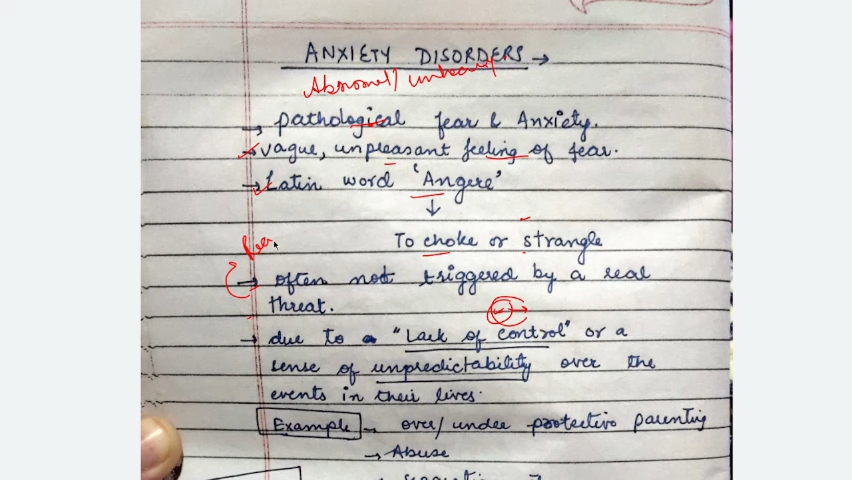 ANXIETY DISORDERS →
Abnormal/
→ pathological fear & Anxiety.
→ vague, unpleasant feeling of fear.
→ Latin word 'Angere'
↓
To choke or strangle
→ often not triggered by a real
threat.
→ due to a "Lack of control" or a
sense of unpredictability over the
events in their lives.
Example → over/under protective parenting
→ Abuse